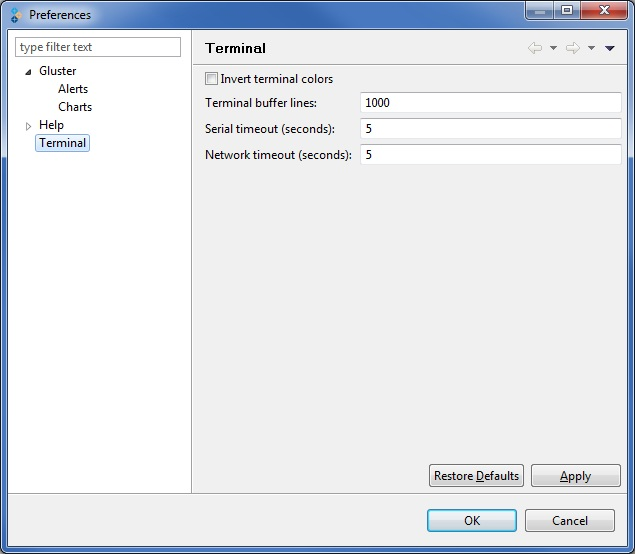 Preferences
type filter text
Gluster
Alerts
Charts
Help
Terminal
Terminal
Invert terminal colors
Terminal buffer lines: 1000
Serial timeout (seconds): 5
Network timeout (seconds): 5
Restore Defaults Apply
OK Cancel